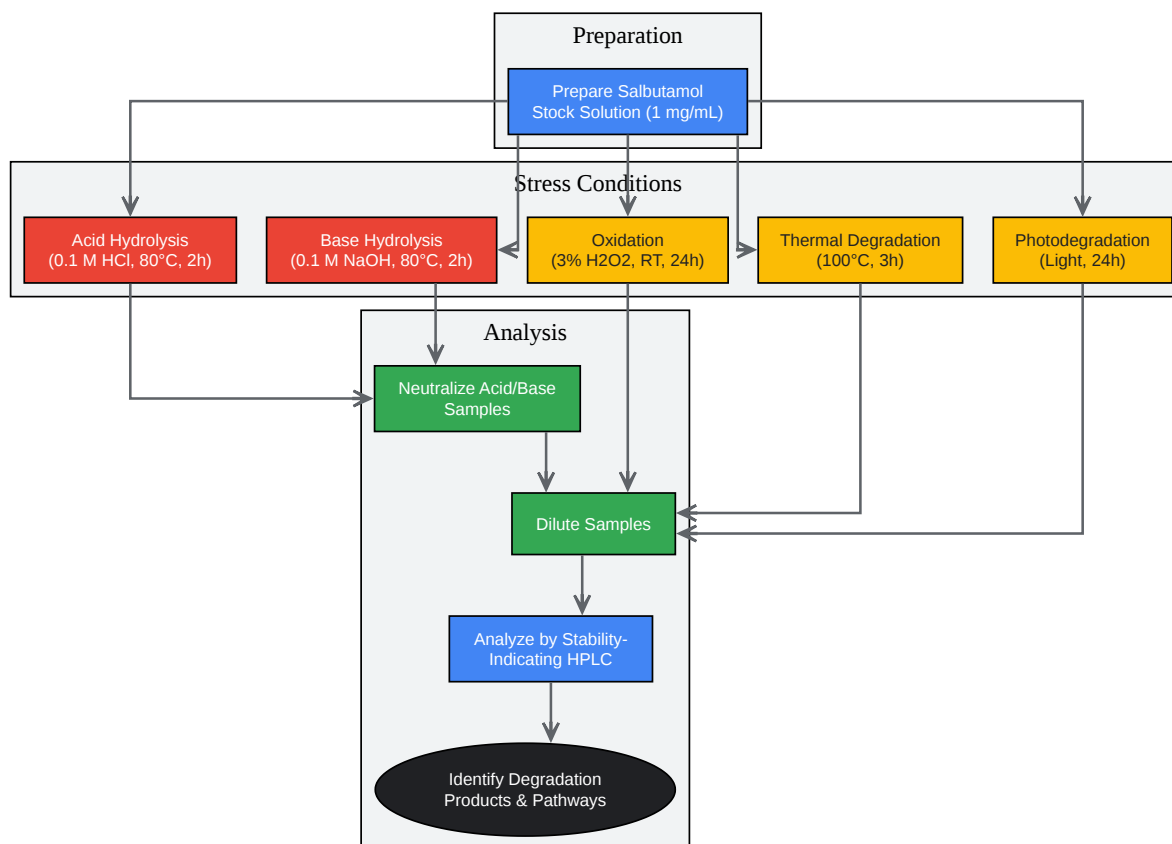 Preparation
Prepare Salbutamol
Stock Solution (1 mg/mL)
Stress Conditions
Acid Hydrolysis
(0.1 M HCl, 80°C, 2h)
Base Hydrolysis
(0.1 M NaOH, 80°C, 2h)
Oxidation
(3% H2O2, RT, 24h)
Thermal Degradation
(100°C, 3h)
Photodegradation
(Light, 24h)
Analysis
Neutralize Acid/Base
Samples
Dilute Samples
Analyze by Stability-
Indicating HPLC
Identify Degradation
Products & Pathways